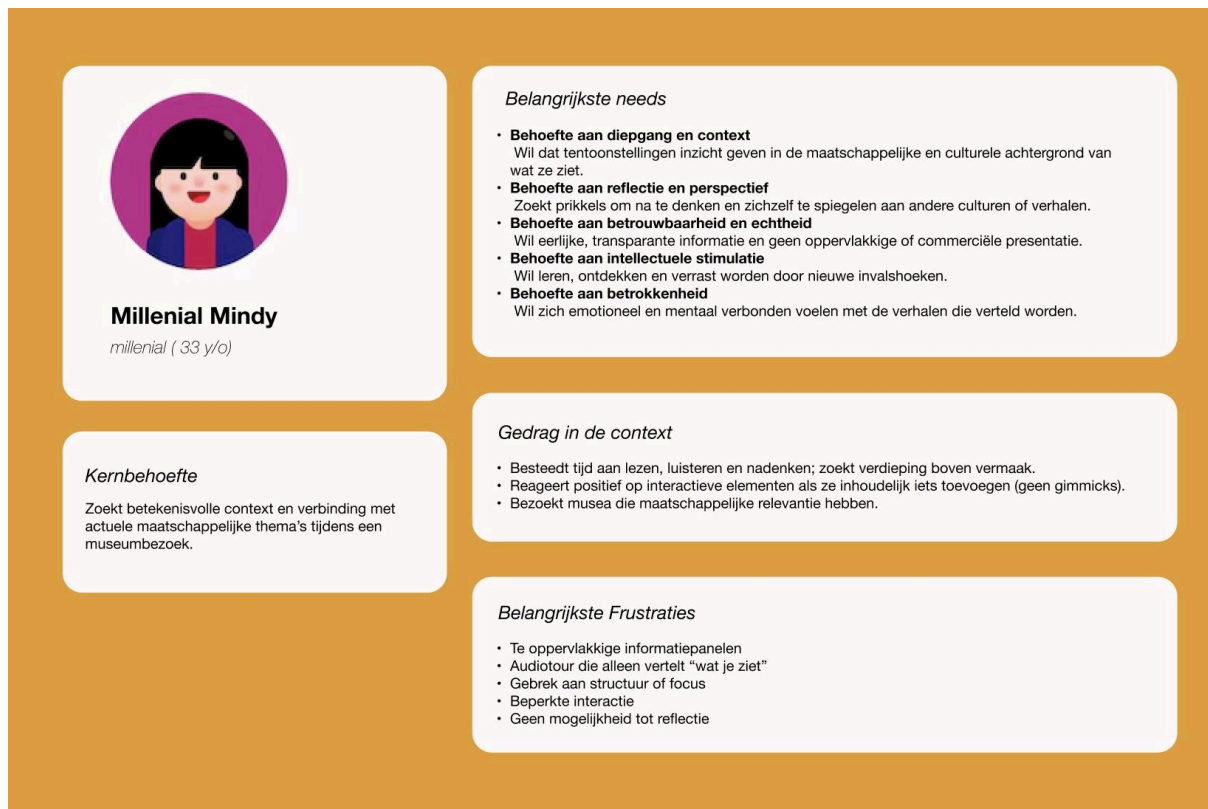 Millenial Mindy
millenial ( 33 y/o)
Kernbehoefte
Zoekt betekenisvolle context en verbinding met
actuele maatschappelijke thema's tijdens een
museumbezoek.
Belangrijkste needs
• Behoefte aan diepgang en context
Wil dat tentoonstellingen inzicht geven in de maatschappelijke en culturele achtergrond van
wat ze ziet.
• Behoefte aan reflectie en perspectief
Zoekt prikkels om na te denken en zichzelf te spiegelen aan andere culturen of verhalen.
• Behoefte aan betrouwbaarheid en echtheid
Wil eerlijke, transparante informatie en geen oppervlakkige of commerciële presentatie.
• Behoefte aan intellectuele stimulatie
Wil leren, ontdekken en verrast worden door nieuwe invalshoeken.
• Behoefte aan betrokkenheid
Wil zich emotioneel en mentaal verbonden voelen met de verhalen die verteld worden.
Gedrag in de context
• Besteedt tijd aan lezen, luisteren en nadenken; zoekt verdieping boven vermaak.
• Reageert positief op interactieve elementen als ze inhoudelijk iets toevoegen (geen gimmicks).
• Bezoekt musea die maatschappelijke relevantie hebben.
Belangrijkste Frustraties
• Te oppervlakkige informatiepanelen
• Audiotour die alleen vertelt “wat je ziet”
• Gebrek aan structuur of focus
• Beperkte interactie
• Geen mogelijkheid tot reflectie